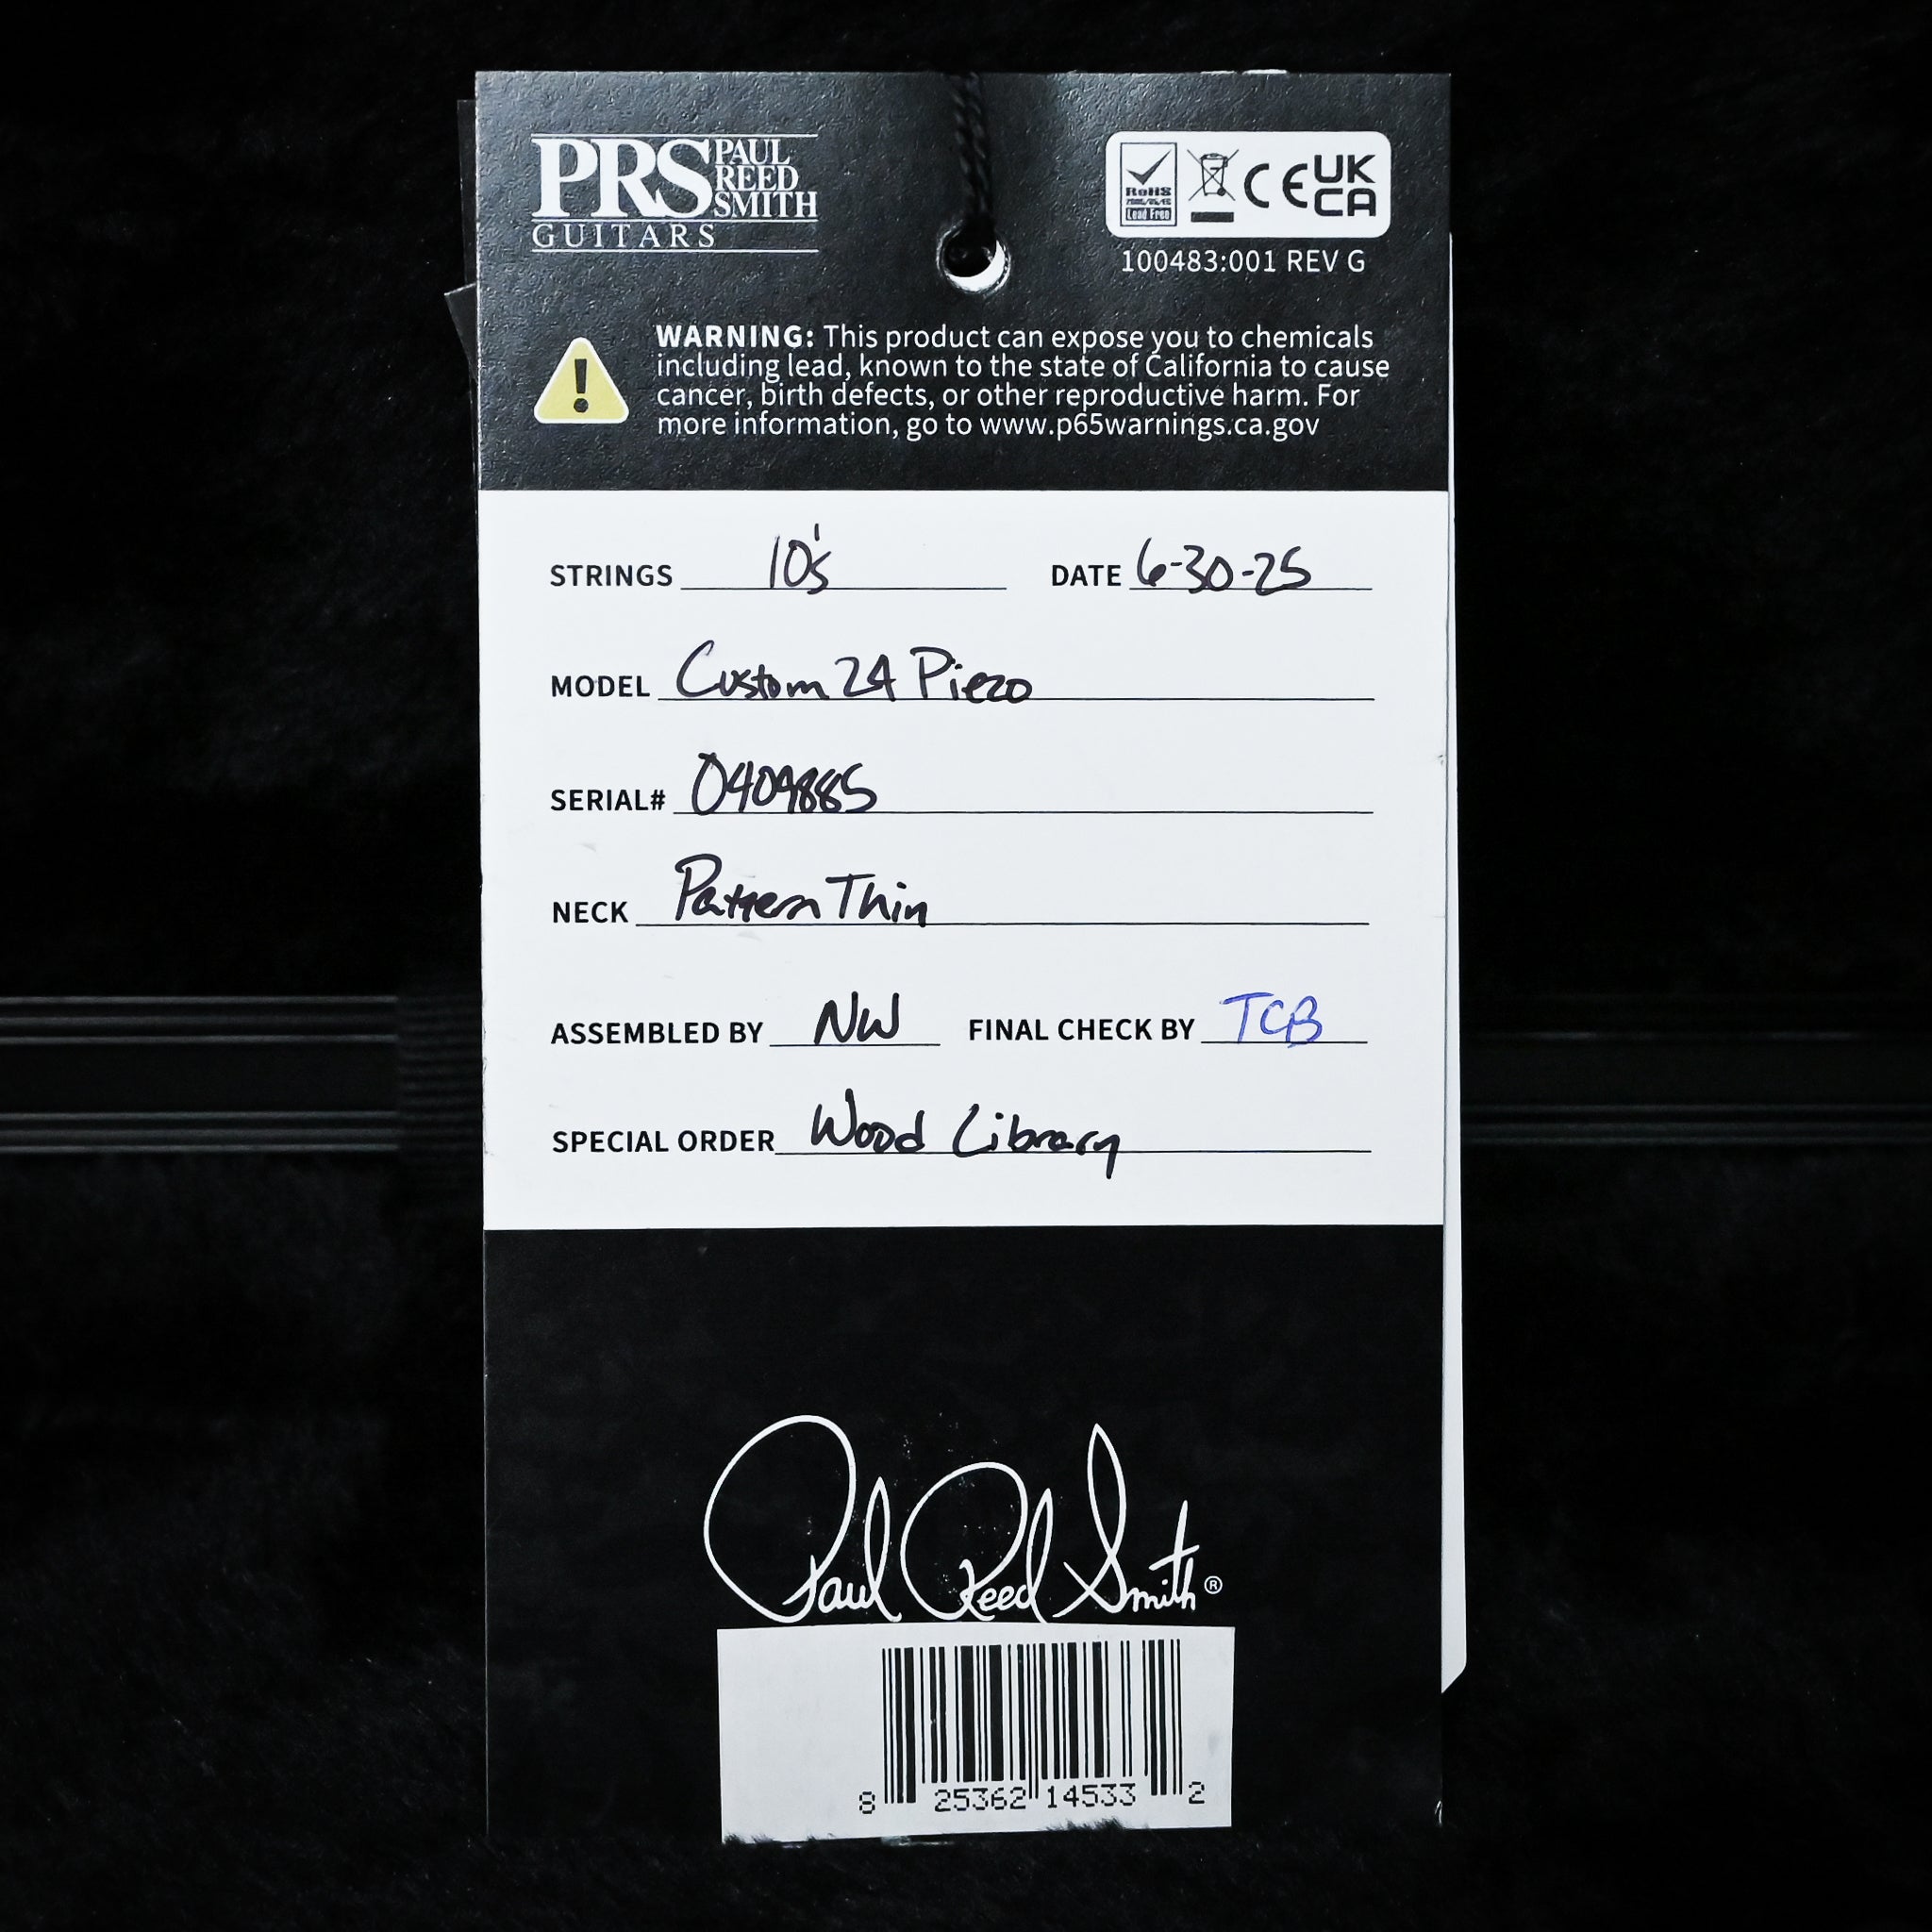 PRS PAUL REED SMITH
GUITARS
RoHS
Lead Free
CE UK CA
100483:001 REV G
WARNING: This product can expose you to chemicals
including lead, known to the state of California to cause
cancer, birth defects, or other reproductive harm. For
more information, go to www.p65warnings.ca.gov
STRINGS 10's DATE 6-30-25
MODEL Custom 24 Piezo
SERIAL# 0409885
NECK Pattern Thin
ASSEMBLED BY NW FINAL CHECK BY TCB
SPECIAL ORDER Wood Library
Paul Reed Smith®
8 25362 14533 2